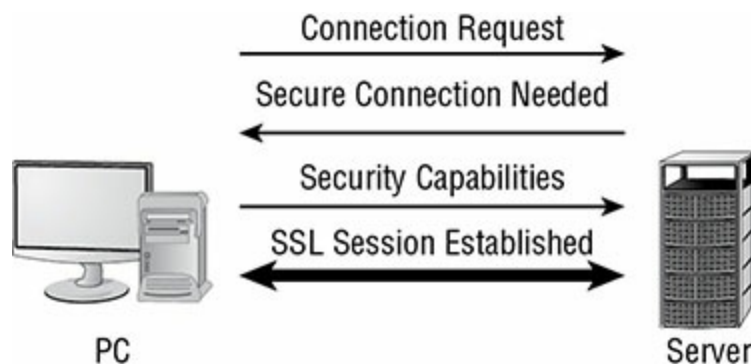 Connection Request
Secure Connection Needed
Security Capabilities
SSL Session Established
PC
Server